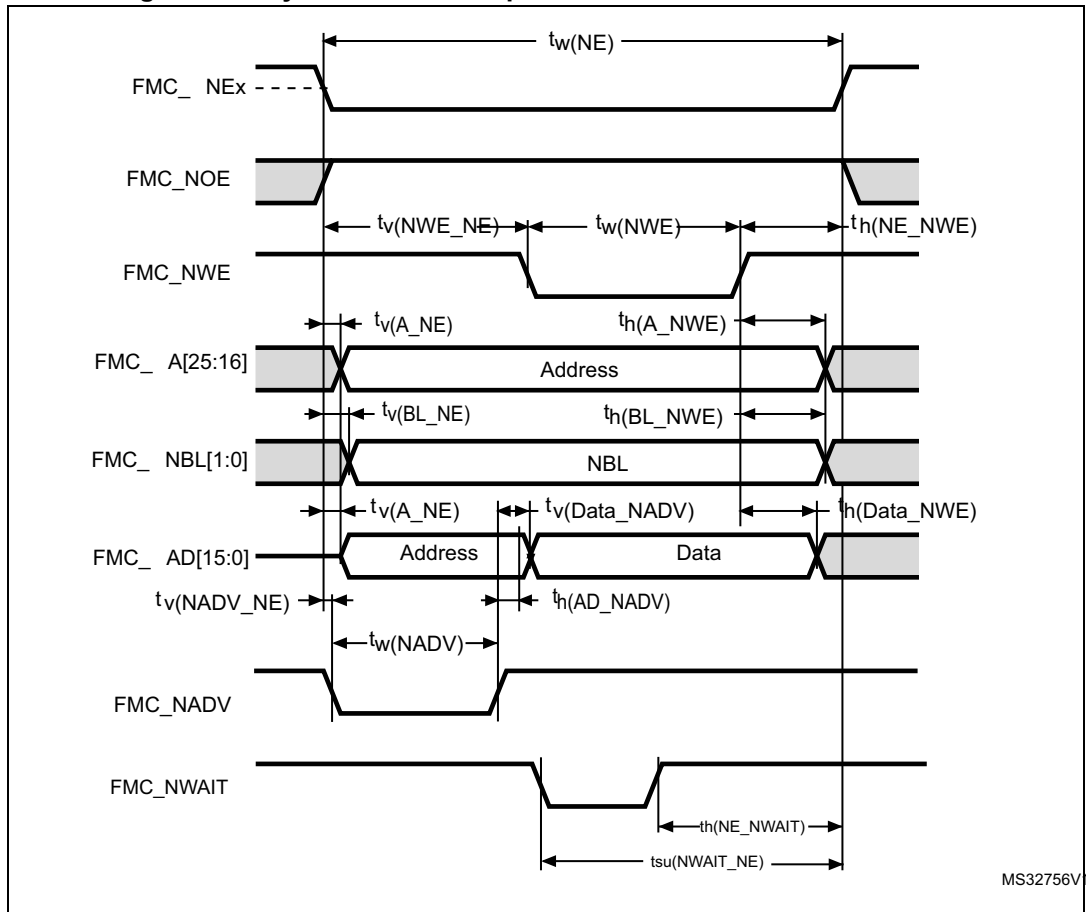 tw(NE)
FMC_ NEx
FMC_NOE
tv(NWE_NE) tw(NWE) th(NE_NWE)
FMC_NWE
tv(A_NE) th(A_NWE)
FMC_ A[25:16] Address
tv(BL_NE) th(BL_NWE)
FMC_ NBL[1:0] NBL
tv(A_NE) tv(Data_NADV) th(Data_NWE)
FMC_ AD[15:0] Address Data
tv(NADV_NE) th(AD_NADV)
tw(NADV)
FMC_NADV
FMC_NWAIT
th(NE_NWAIT)
tsu(NWAIT_NE)
MS32756V1